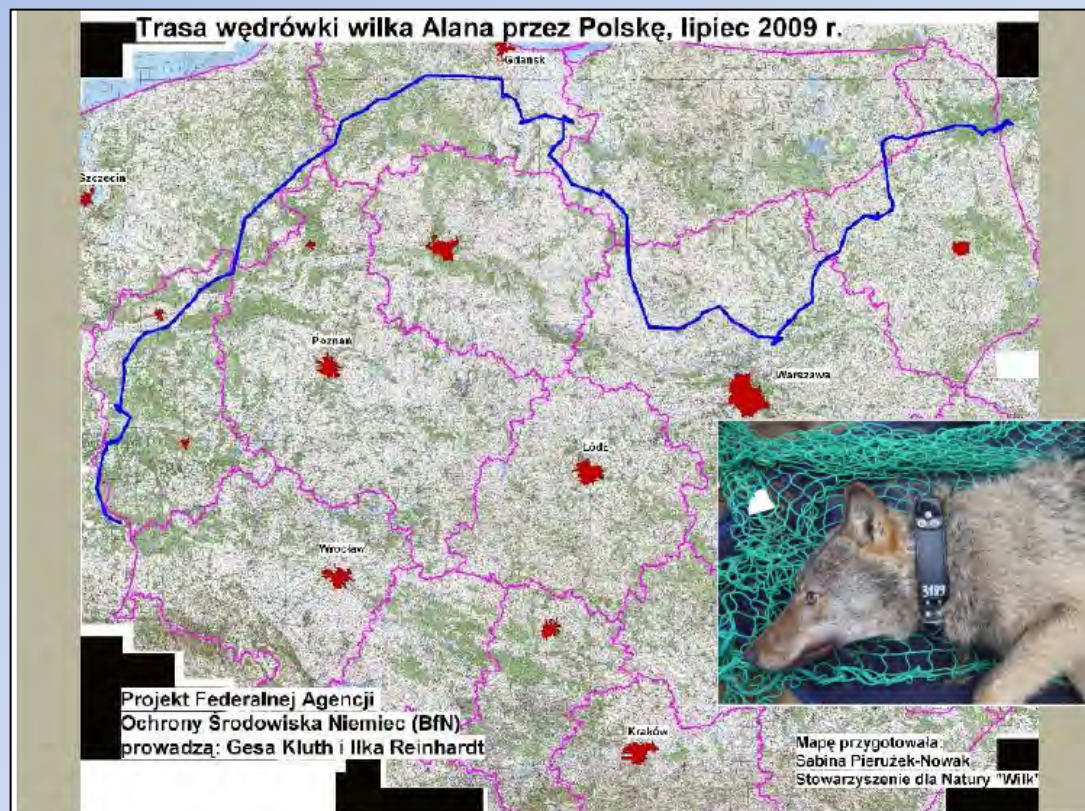 Trasa wędrówki wilka Alana przez Polskę, lipiec 2009 r.
Gdańsk
Szczecin
Poznań
Warszawa
Łódź
Wrocław
3199
Kraków
Projekt Federalnej Agencji
Ochrony Środowiska Niemiec (BfN)
prowadzą: Gesa Kluth i Ilka Reinhardt
Mapę przygotowała:
Sabina Pierużek-Nowak
Stowarzyszenie dla Natury "Wilk"